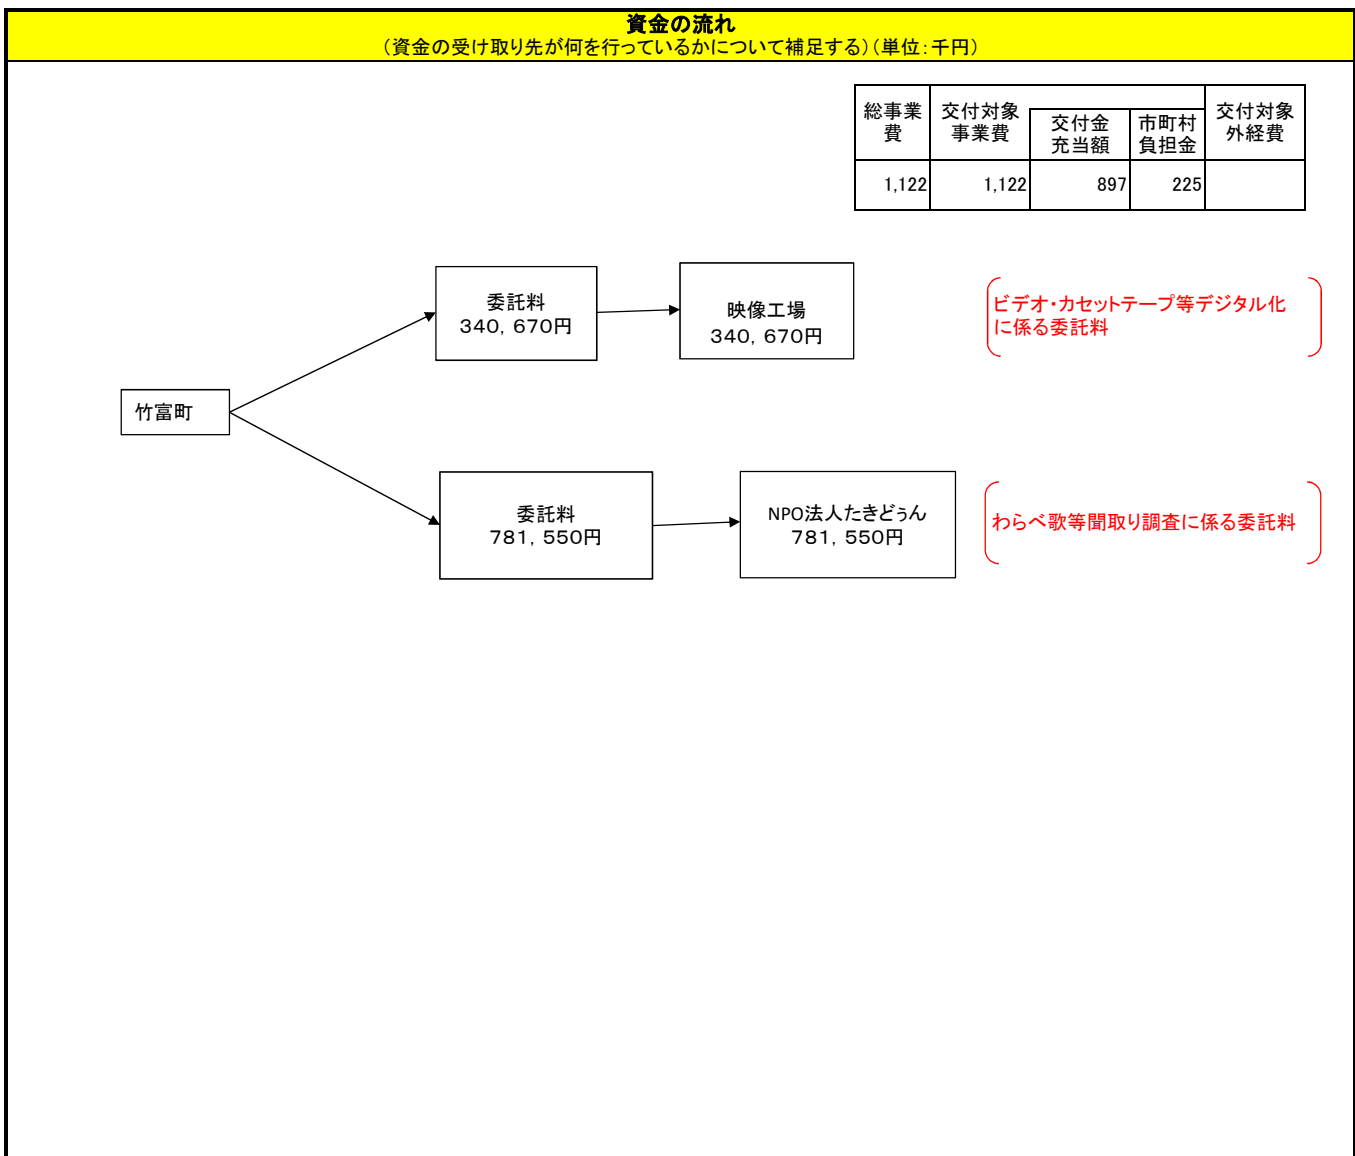 資金の流れ
（資金の受け取り先が何を行っているかについて補足する）（単位：千円）
総事業
費
交付対象
事業費
交付金
充当額
市町村
負担金
交付対象
外経費
1,122
1,122
897
225
委託料
340，670円
映像工場
340，670円
ビデオ・カセットテープ等デジタル化
に係る委託料
竹富町
委託料
781，550円
NPO法人たきどぅん
781，550円
わらべ歌等聞取り調査に係る委託料